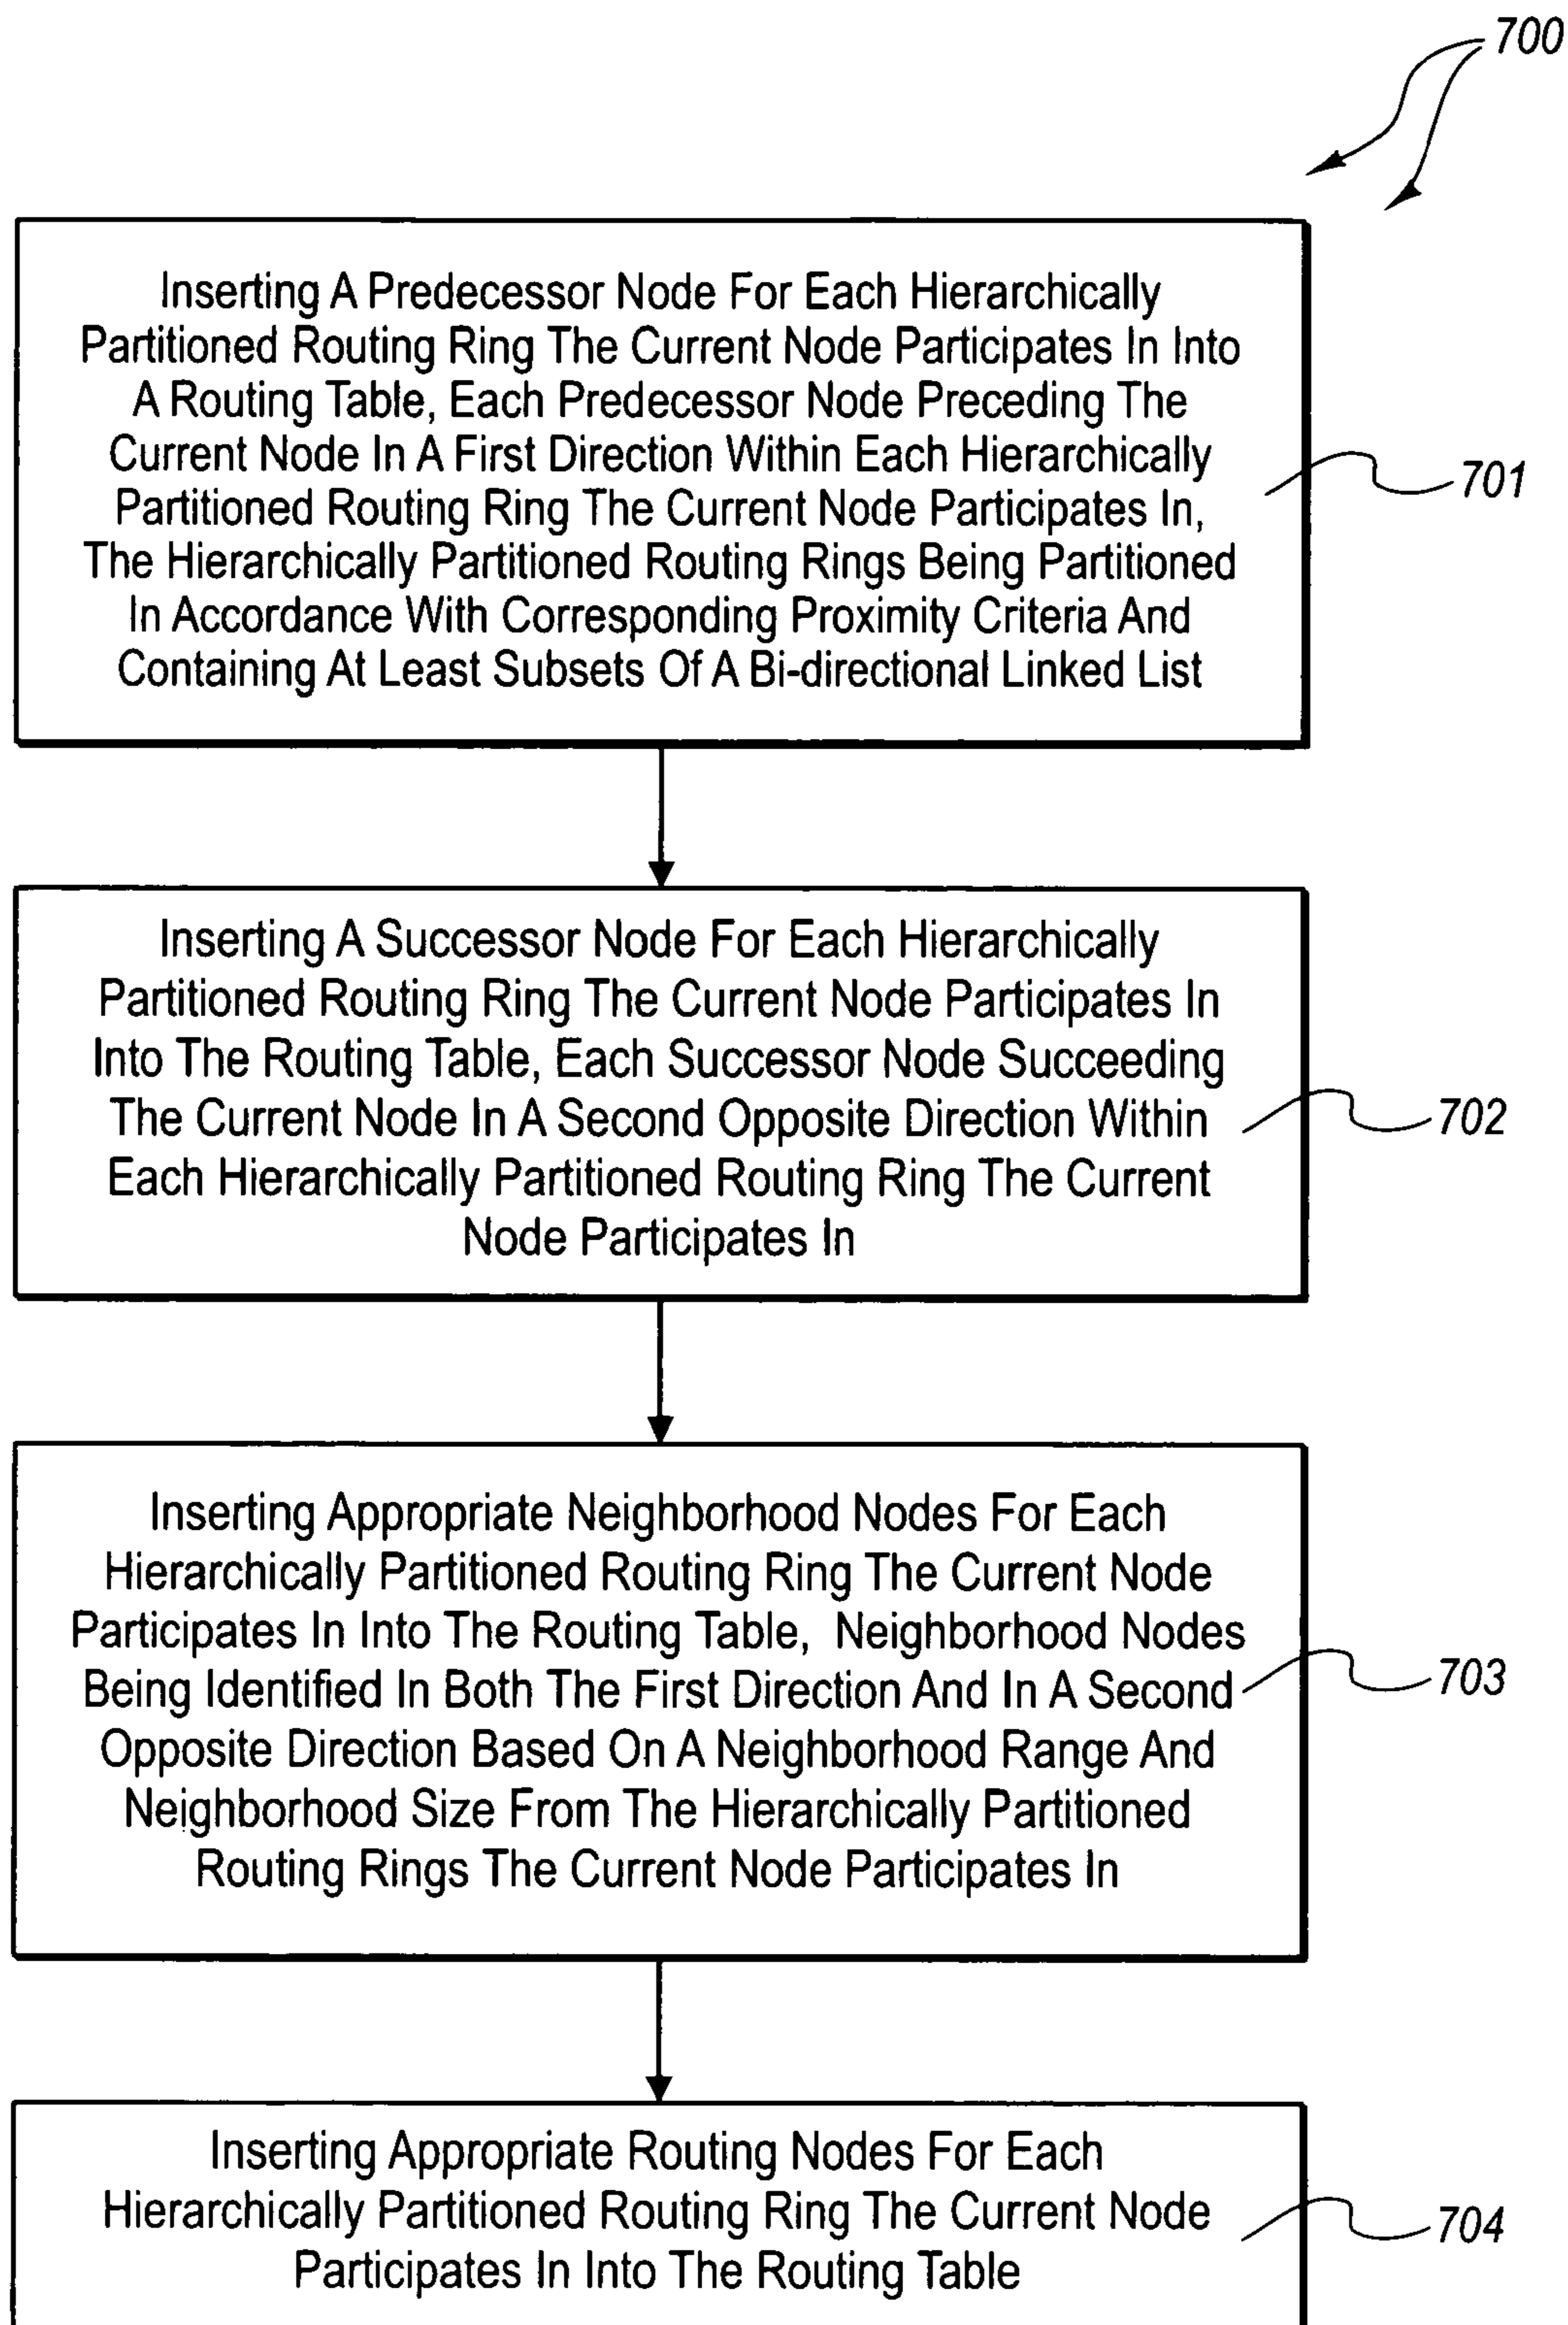 700
Inserting A Predecessor Node For Each Hierarchically
Partitioned Routing Ring The Current Node Participates In Into
A Routing Table, Each Predecessor Node Preceding The
Current Node In A First Direction Within Each Hierarchically
Partitioned Routing Ring The Current Node Participates In,
The Hierarchically Partitioned Routing Rings Being Partitioned
In Accordance With Corresponding Proximity Criteria And
Containing At Least Subsets Of A Bi-directional Linked List
701
Inserting A Successor Node For Each Hierarchically
Partitioned Routing Ring The Current Node Participates In
Into The Routing Table, Each Successor Node Succeeding
The Current Node In A Second Opposite Direction Within
Each Hierarchically Partitioned Routing Ring The Current
Node Participates In
702
Inserting Appropriate Neighborhood Nodes For Each
Hierarchically Partitioned Routing Ring The Current Node
Participates In Into The Routing Table, Neighborhood Nodes
Being Identified In Both The First Direction And In A Second
Opposite Direction Based On A Neighborhood Range And
Neighborhood Size From The Hierarchically Partitioned
Routing Rings The Current Node Participates In
703
Inserting Appropriate Routing Nodes For Each
Hierarchically Partitioned Routing Ring The Current Node
Participates In Into The Routing Table
704